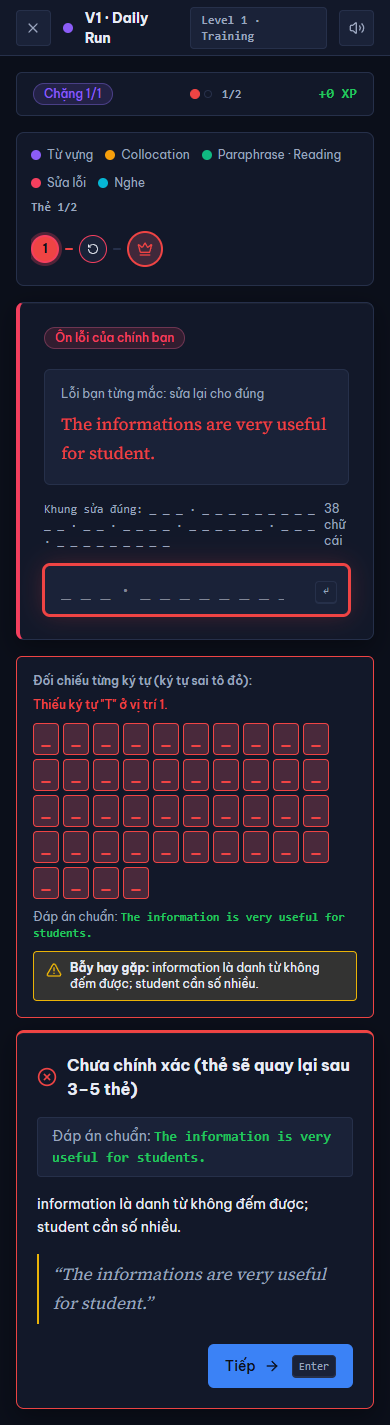 V1 · Daily
Run
Level 1 ·
Training
Chặng 1/1
1/2
+0 XP
Từ vựng
Collocation
Paraphrase · Reading
Sửa lỗi
Nghe
Thẻ 1/2
1
Ôn lỗi của chính bạn
Lỗi bạn từng mắc: sửa lại cho đúng
The informations are very useful
for student.
Khung sửa đúng: _ _ _ · _ _ _ _ _ _ _ _ _
_ _ · _ _ · _ _ _ _ · _ _ _ _ _ _ · _ _ _
· _ _ _ _ _ _ _ _ _
38
chữ
cái
_ _ _ · _ _ _ _ _ _ _ _
↵
Đối chiếu từng ký tự (ký tự sai tô đỏ):
Thiếu ký tự "T" ở vị trí 1.
_ _ _ _ _ _ _ _ _ _
_ _ _ _ _ _ _ _ _ _
_ _ _ _ _ _ _ _ _ _
_ _ _ _ _ _ _ _ _ _
_ _ _ _
Đáp án chuẩn: The information is very useful for
students.
Bẫy hay gặp: information là danh từ không
đếm được; student cần số nhiều.
Chưa chính xác (thẻ sẽ quay lại sau
3–5 thẻ)
Đáp án chuẩn: The information is very
useful for students.
information là danh từ không đếm được;
student cần số nhiều.
“The informations are very useful
for student.”
Tiếp → Enter